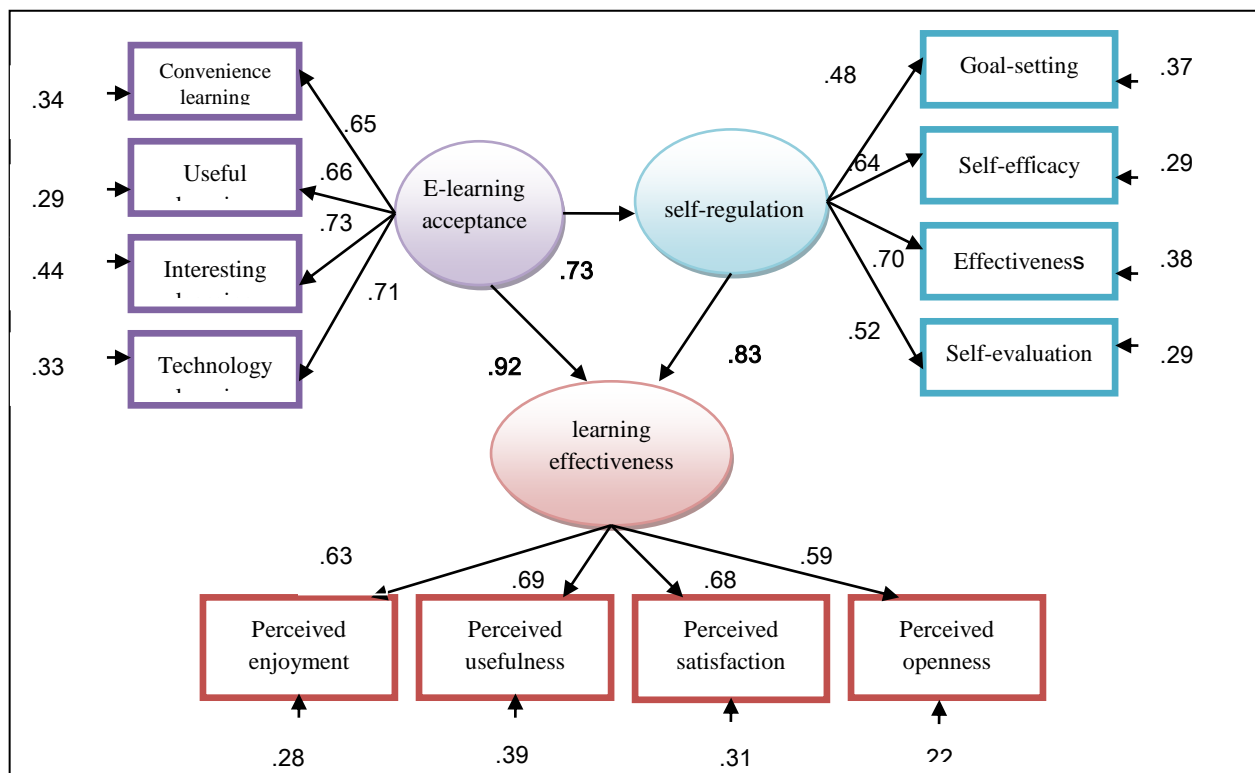 Convenience
learning
.34
.65
Useful
.29
.66
Interesting
.44
.73
Technology
.33
.71
E-learning
acceptance
.73
self-regulation
.48
Goal-setting
.37
.64
Self-efficacy
.29
.70
Effectiveness
.38
.52
Self-evaluation
.29
.92
.83
learning
effectiveness
.63
.69
.68
.59
Perceived
enjoyment
Perceived
usefulness
Perceived
satisfaction
Perceived
openness
.28
.39
.31
.22